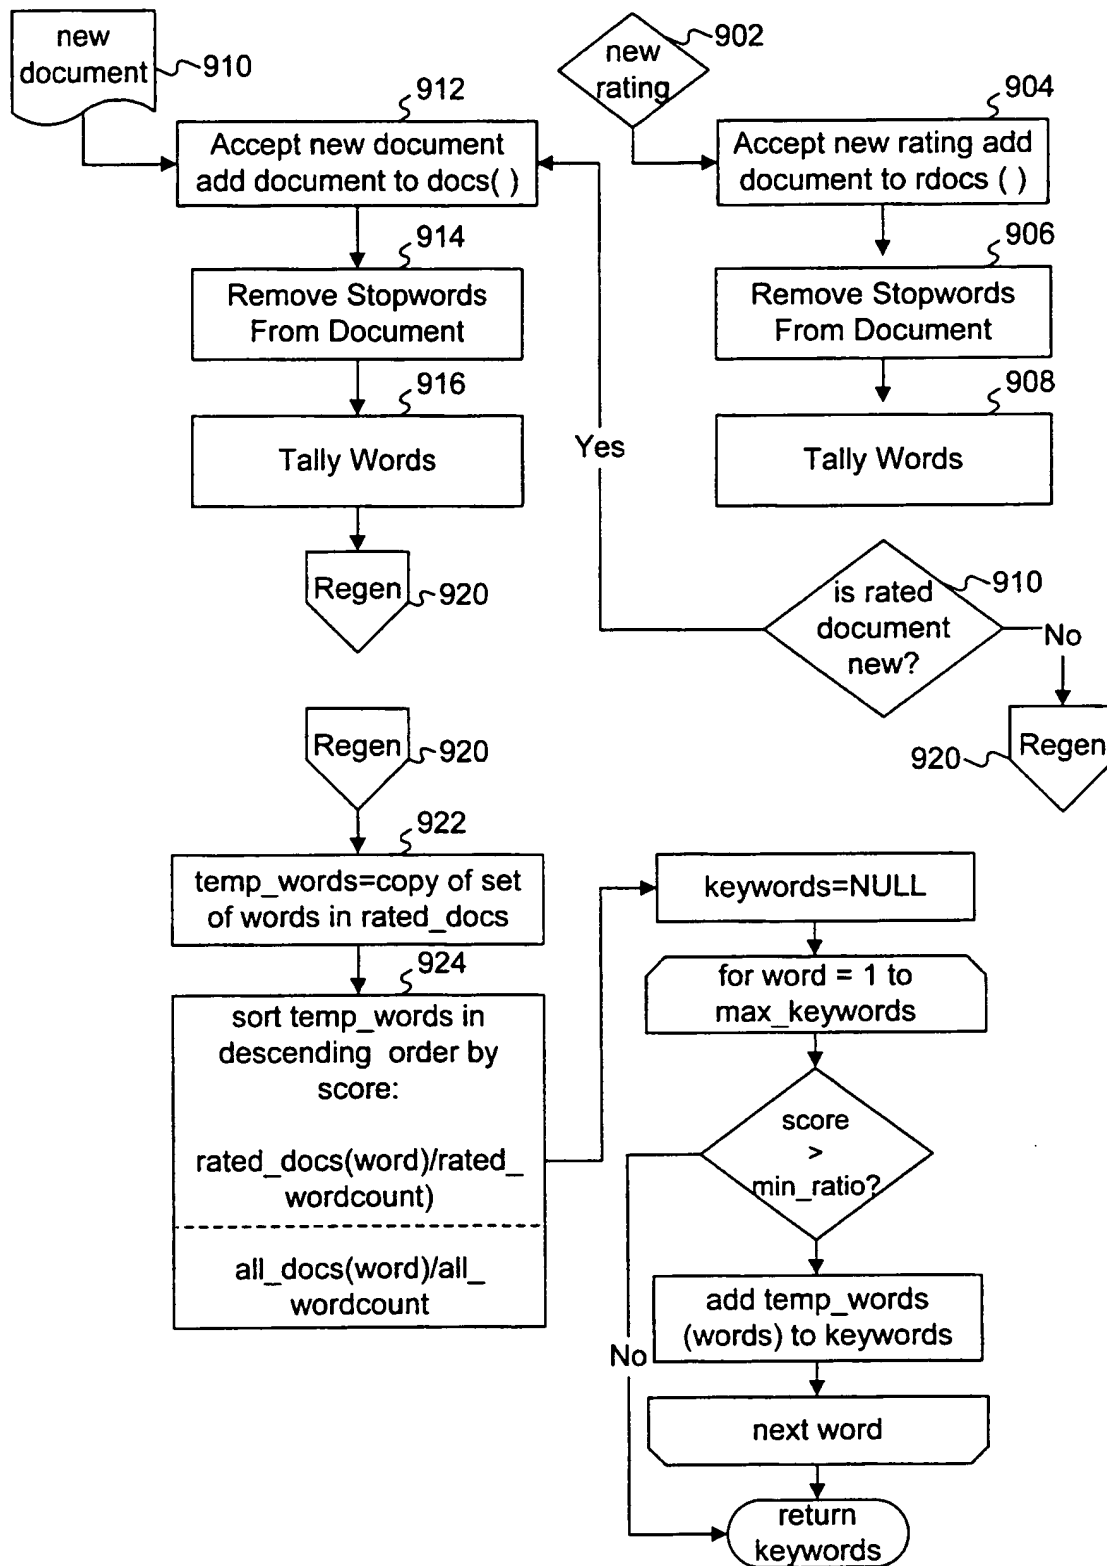 new
document
910
912
Accept new document
add document to docs( )
914
Remove Stopwords
From Document
916
Tally Words
Regen
920
902
new
rating
904
Accept new rating add
document to rdocs ( )
906
Remove Stopwords
From Document
908
Tally Words
Yes
910
is rated
document
new?
No
920
Regen
Regen
920
922
temp_words=copy of set
of words in rated_docs
924
sort temp_words in
descending order by
score:
rated_docs(word)/rated_
wordcount)
all_docs(word)/all_
wordcount
keywords=NULL
for word = 1 to
max_keywords
score
>
min_ratio?
add temp_words
(words) to keywords
No
next word
return
keywords